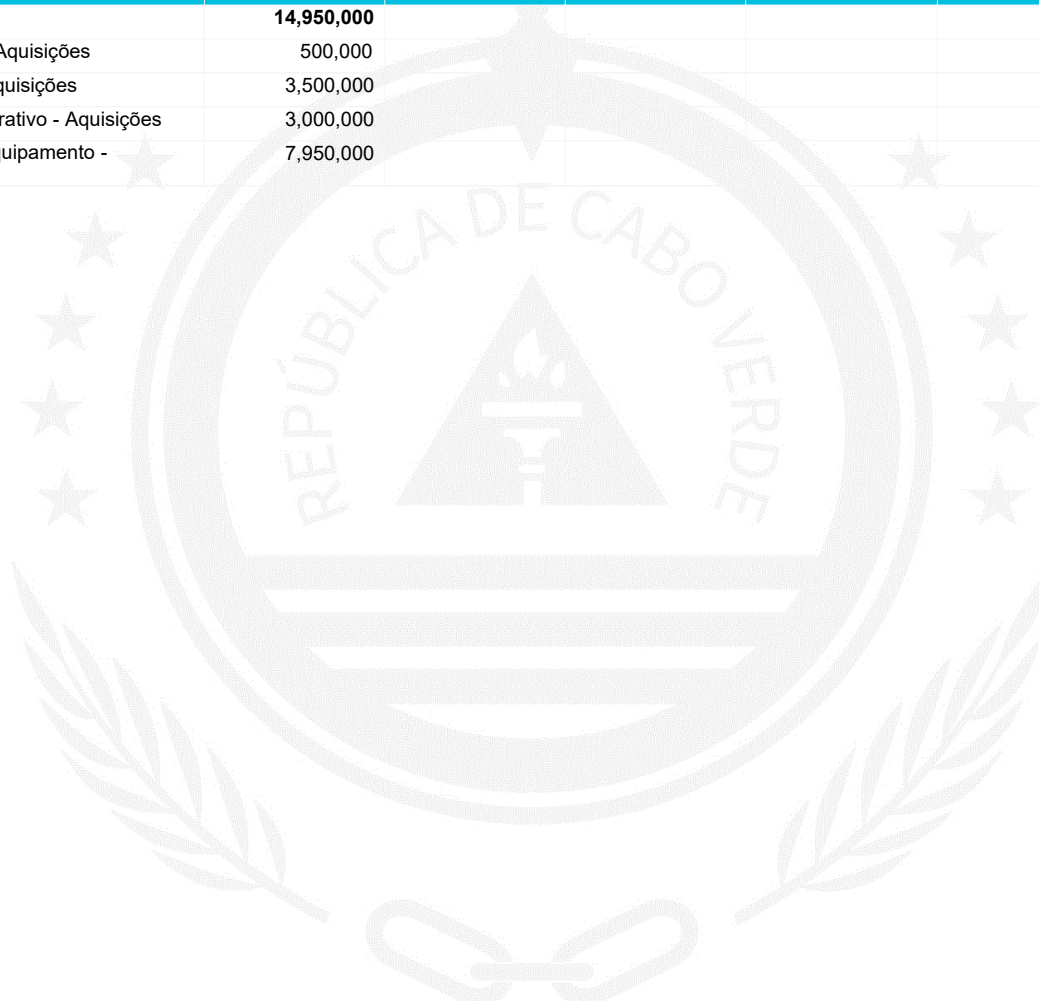 14,950,000
Aquisições 500,000
quisições 3,500,000
rativo - Aquisições 3,000,000
quipamento - 7,950,000
REPÚBLICA DE CABO VERDE